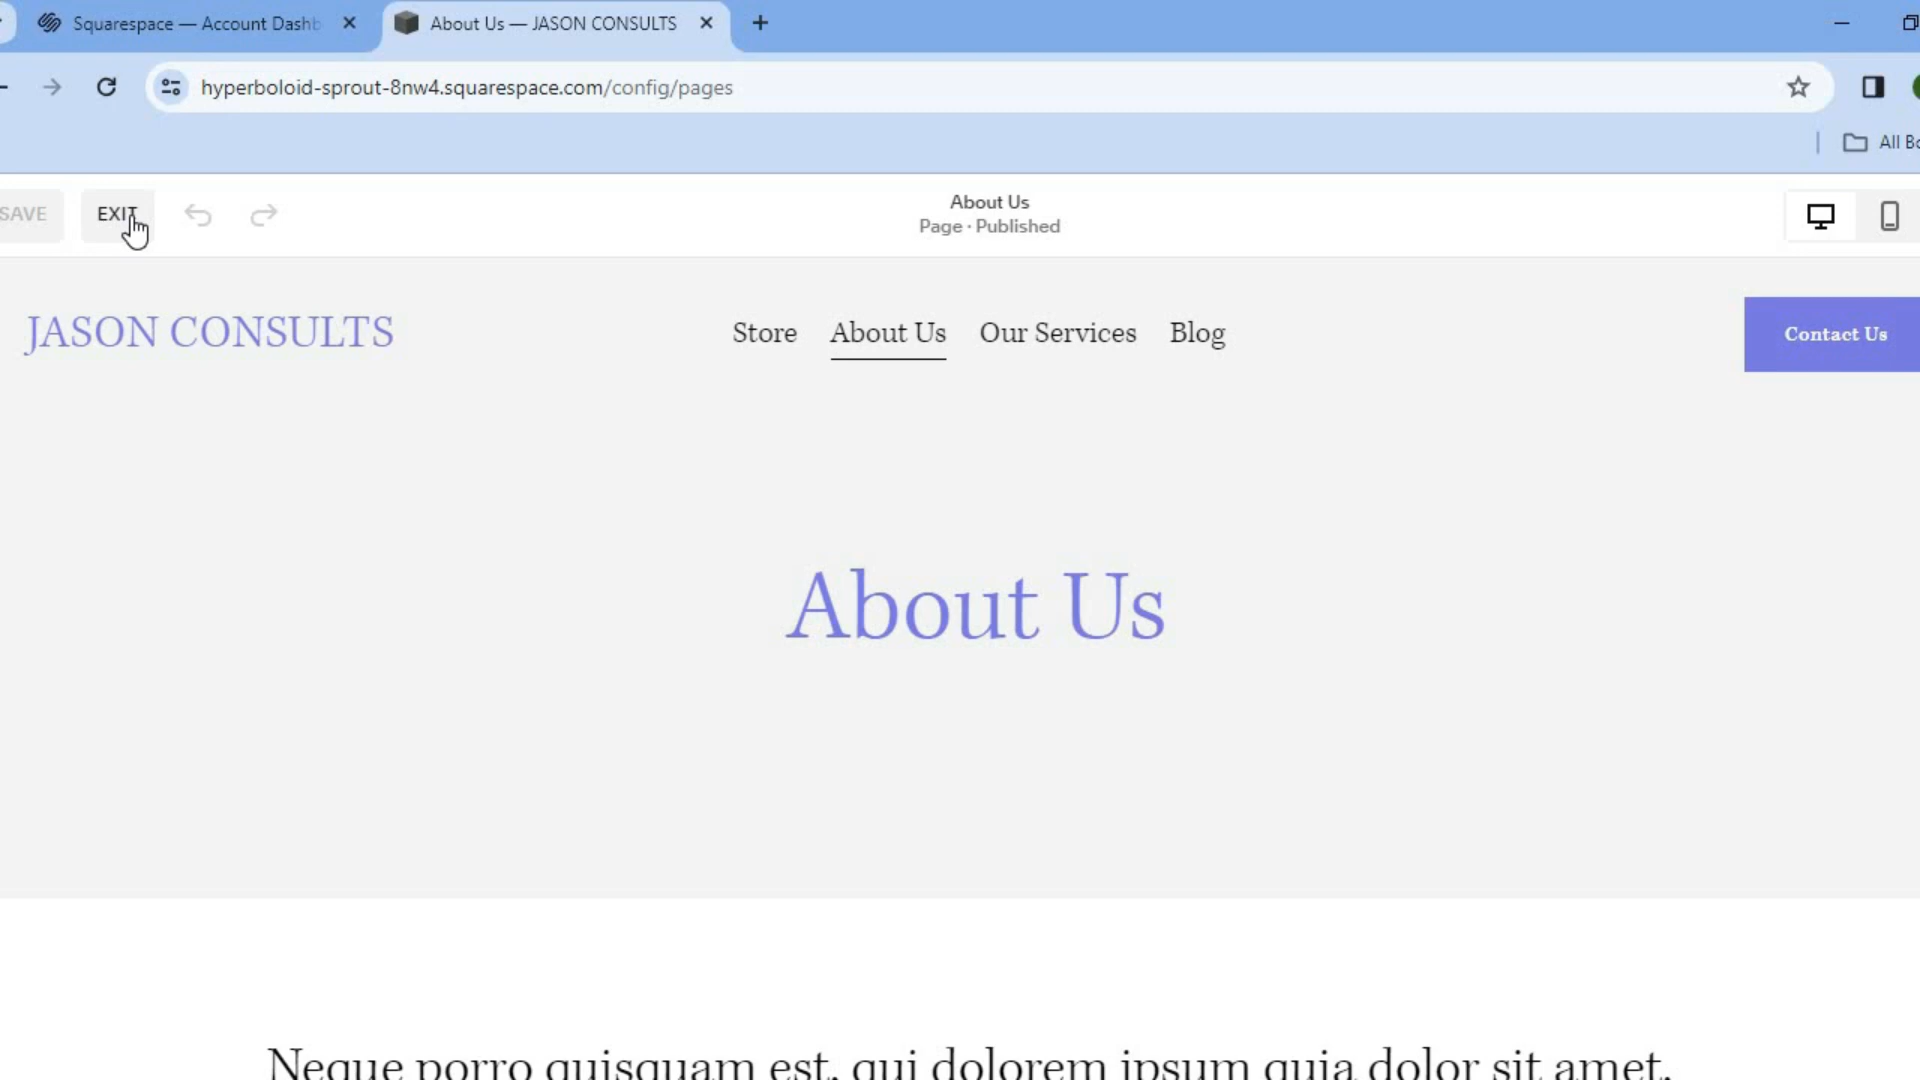 Squarespace — Account Dashb
About Us — JASON CONSULTS
hyperboloid-sprout-8nw4.squarespace.com/config/pages
All Bo
SAVE
EXIT
About Us
Page · Published
JASON CONSULTS
Store
About Us
Our Services
Blog
Contact Us
About Us
Neque porro quisquam est, qui dolorem ipsum quia dolor sit amet,